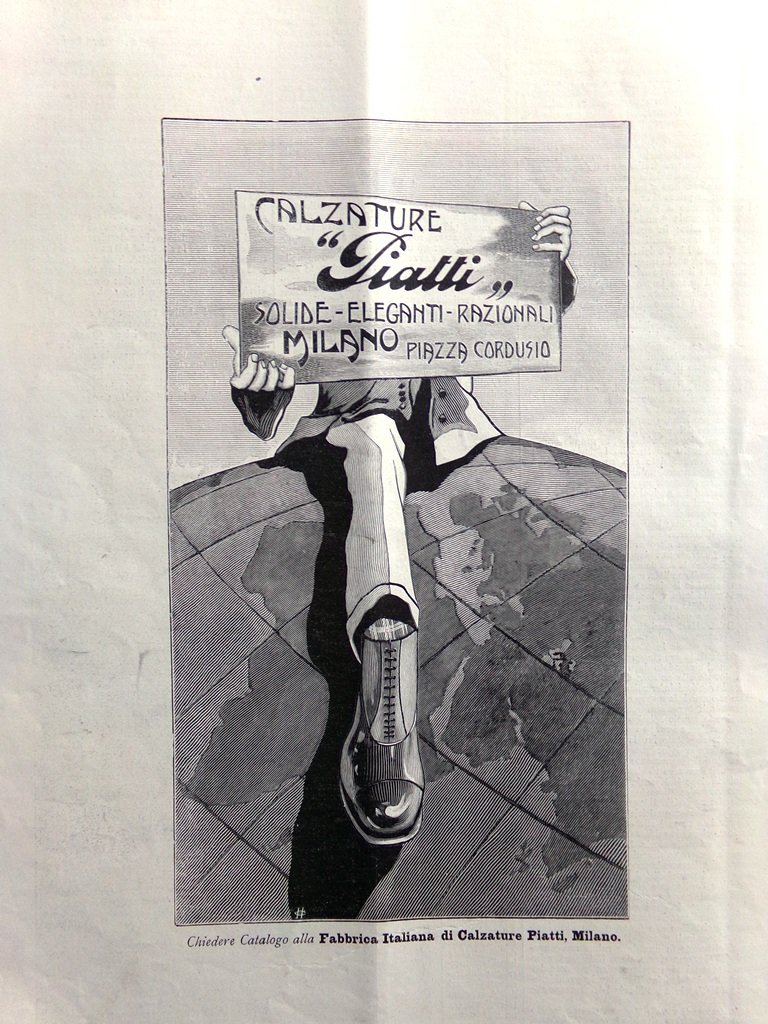 CALZATURE
"Piatti"
SOLIDE-ELEGANTI-RAZIONALI
MILANO PIAZZA CORDUSIO
Chiedere Catalogo alla Fabbrica Italiana di Calzature Piatti, Milano.